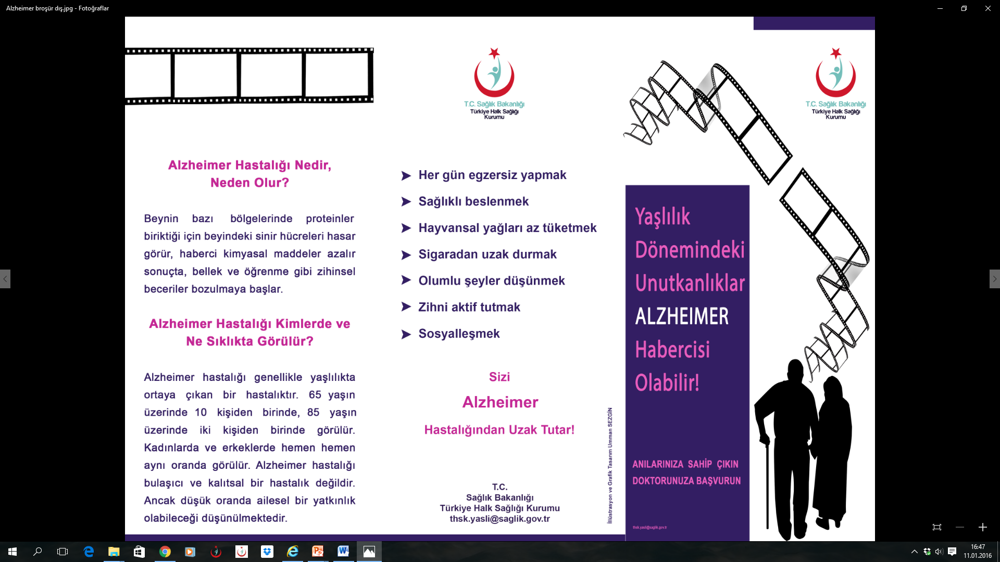 Alzheimer broşür dış.jpg - Fotoğraflar
Alzheimer Hastalığı Nedir,
Neden Olur?
Beynin bazı bölgelerinde proteinler
biriktiği için beyindeki sinir hücreleri hasar
görür, haberci kimyasal maddeler azalır
sonuçta, bellek ve öğrenme gibi zihinsel
beceriler bozulmaya başlar.
Alzheimer Hastalığı Kimlerde ve
Ne Sıklıkta Görülür?
Alzheimer hastalığı genellikle yaşlılıkta
ortaya çıkan bir hastalıktır. 65 yaşın
üzerinde 10 kişiden birinde, 85 yaşın
üzerinde iki kişiden birinde görülür.
Kadınlarda ve erkeklerde hemen hemen
aynı oranda görülür. Alzheimer hastalığı
bulaşıcı ve kalıtsal bir hastalık değildir.
Ancak düşük oranda ailesel bir yatkınlık
olabileceği düşünülmektedir.
T.C. Sağlık Bakanlığı
Türkiye Halk Sağlığı
Kurumu
Her gün egzersiz yapmak
Sağlıklı beslenmek
Hayvansal yağları az tüketmek
Sigaradan uzak durmak
Olumlu şeyler düşünmek
Zihni aktif tutmak
Sosyalleşmek
Sizi
Alzheimer
Hastalığından Uzak Tutar!
T.C.
Sağlık Bakanlığı
Türkiye Halk Sağlığı Kurumu
thsk.yasli@saglik.gov.tr
İllüstrasyon ve Grafik Tasarım Umman SEZGİN
T.C. Sağlık Bakanlığı
Türkiye Halk Sağlığı
Kurumu
Yaşlılık
Dönemindeki
Unutkanlıklar
ALZHEIMER
Habercisi
Olabilir!
ANILARINIZA SAHİP ÇIKIN
DOKTORUNUZA BAŞVURUN
thsk.yasli@saglik.gov.tr
16:47
11.01.2016